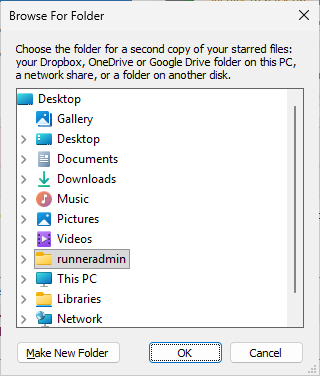 Browse For Folder
Choose the folder for a second copy of your starred files:
your Dropbox, OneDrive or Google Drive folder on this PC,
a network share, or a folder on another disk.
Desktop
Gallery
Desktop
Documents
Downloads
Music
Pictures
Videos
runneradmin
This PC
Libraries
Network
Make New Folder
OK
Cancel